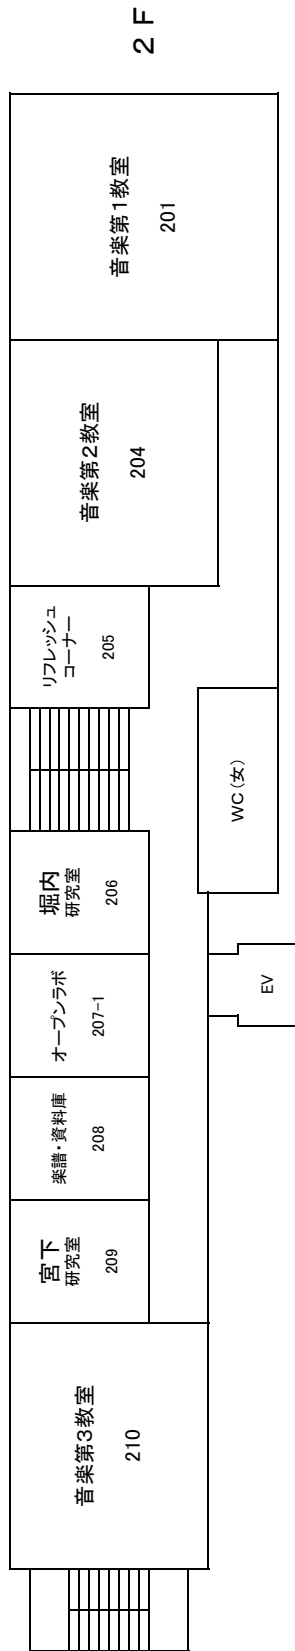 2F
音楽第1教室
201
音楽第2教室
204
リフレッシュ
コーナー
205
WC(女)
堀内
研究室
206
オープンラボ
207-1
EV
楽譜・資料庫
208
宮下
研究室
209
音楽第3教室
210